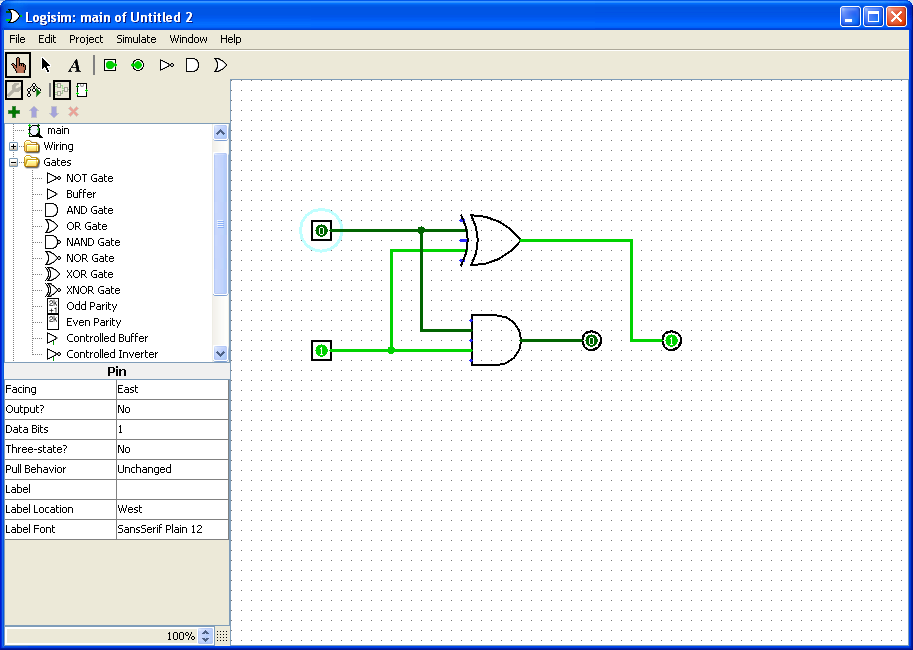 Logisim: main of Untitled 2
File Edit Project Simulate Window Help
A
main
Wiring
Gates
NOT Gate
Buffer
AND Gate
OR Gate
NAND Gate
NOR Gate
XOR Gate
XNOR Gate
Odd Parity
Even Parity
Controlled Buffer
Controlled Inverter
Pin
Facing East
Output? No
Data Bits 1
Three-state? No
Pull Behavior Unchanged
Label
Label Location West
Label Font SansSerif Plain 12
100%
0
1
0
1